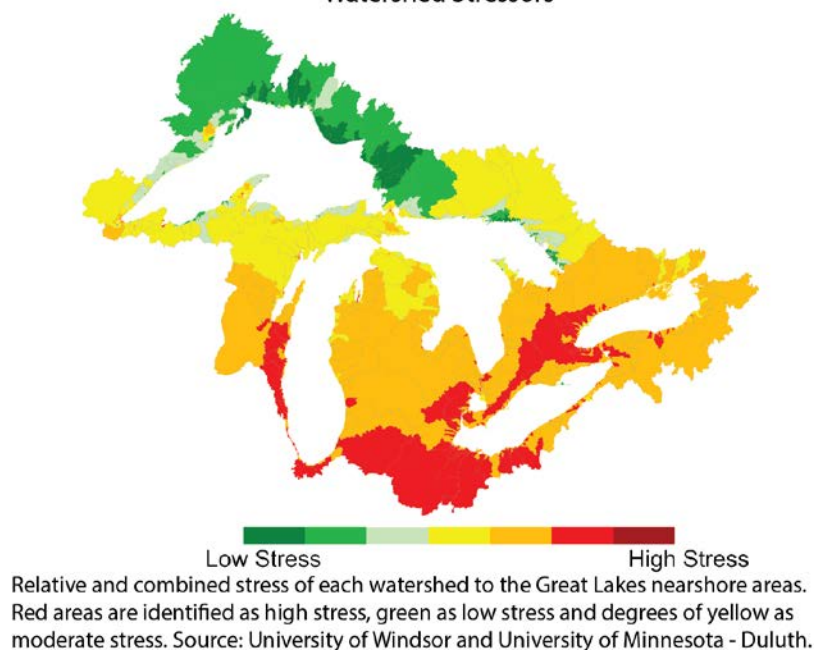 Watershed Stressors
Low Stress
High Stress
Relative and combined stress of each watershed to the Great Lakes nearshore areas.
Red areas are identified as high stress, green as low stress and degrees of yellow as
moderate stress. Source: University of Windsor and University of Minnesota - Duluth.